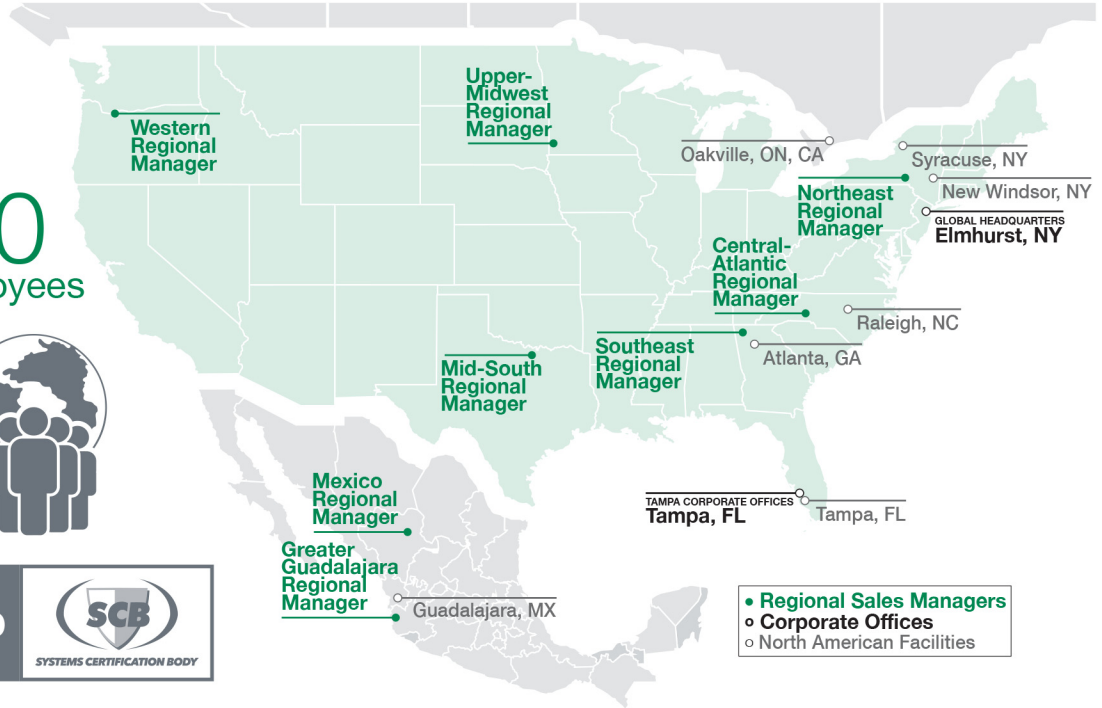 Upper-
Midwest
Regional
Manager
Western
Regional
Manager
Oakville, ON, CA
Syracuse, NY
New Windsor, NY
Northeast
Regional
Manager
GLOBAL HEADQUARTERS
Elmhurst, NY
Central-
Atlantic
Regional
Manager
0
oyees
Raleigh, NC
Southeast
Regional
Manager
Atlanta, GA
Mid-South
Regional
Manager
Mexico
Regional
Manager
TAMPA CORPORATE OFFICES
Tampa, FL
Tampa, FL
Greater
Guadalajara
Regional
Manager
Guadalajara, MX
SCB
SYSTEMS CERTIFICATION BODY
Regional Sales Managers
Corporate Offices
North American Facilities